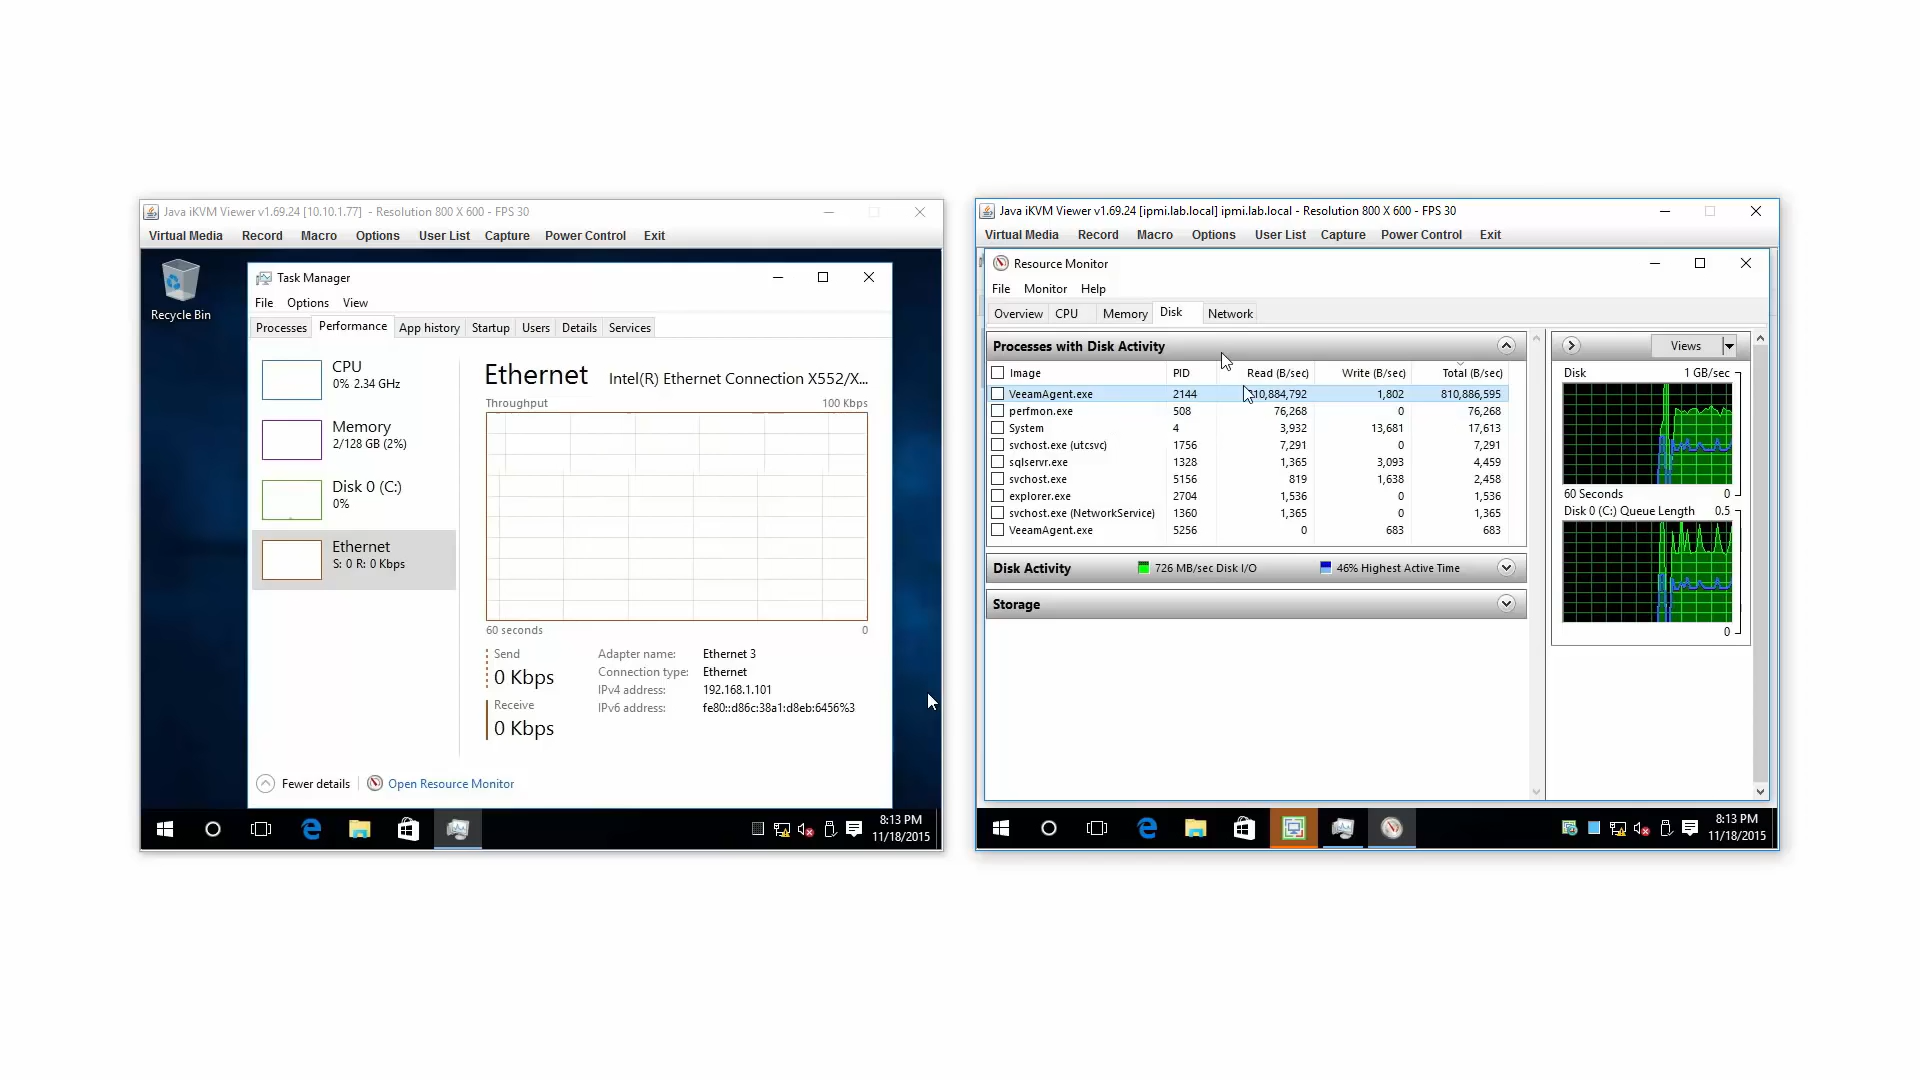 Java iKVM Viewer v1.69.24 [10.10.1.77] - Resolution 800 X 600 - FPS 30
Virtual Media Record Macro Options User List Capture Power Control Exit
Recycle Bin
Task Manager
File Options View
Processes Performance App history Startup Users Details Services
CPU
0% 2.34 GHz
Memory
2/128 GB (2%)
Disk 0 (C:)
0%
Ethernet
S: 0 R: 0 Kbps
Ethernet Intel(R) Ethernet Connection X552/X...
Throughput 100 Kbps
60 seconds 0
Send
0 Kbps
Receive
0 Kbps
Adapter name: Ethernet 3
Connection type: Ethernet
IPv4 address: 192.168.1.101
IPv6 address: fe80::d86c:38a1:d8eb:6456%3
Fewer details Open Resource Monitor
8:13 PM
11/18/2015
Java iKVM Viewer v1.69.24 [ipmi.lab.local] ipmi.lab.local - Resolution 800 X 600 - FPS 30
Virtual Media Record Macro Options User List Capture Power Control Exit
Resource Monitor
File Monitor Help
Overview CPU Memory Disk Network
Processes with Disk Activity
Image PID Read (B/sec) Write (B/sec) Total (B/sec)
VeeamAgent.exe 2144 10,884,792 1,802 810,886,595
perfmon.exe 508 76,268 0 76,268
System 4 3,932 13,681 17,613
svchost.exe (utcsvc) 1756 7,291 0 7,291
sqlservr.exe 1328 1,365 3,093 4,459
svchost.exe 5156 819 1,638 2,458
explorer.exe 2704 1,536 0 1,536
svchost.exe (NetworkService) 1360 1,365 0 1,365
VeeamAgent.exe 5256 0 683 683
Disk Activity 726 MB/sec Disk I/O 46% Highest Active Time
Storage
Views
Disk 1 GB/sec
60 Seconds 0
Disk 0 (C:) Queue Length 0.5
0
8:13 PM
11/18/2015